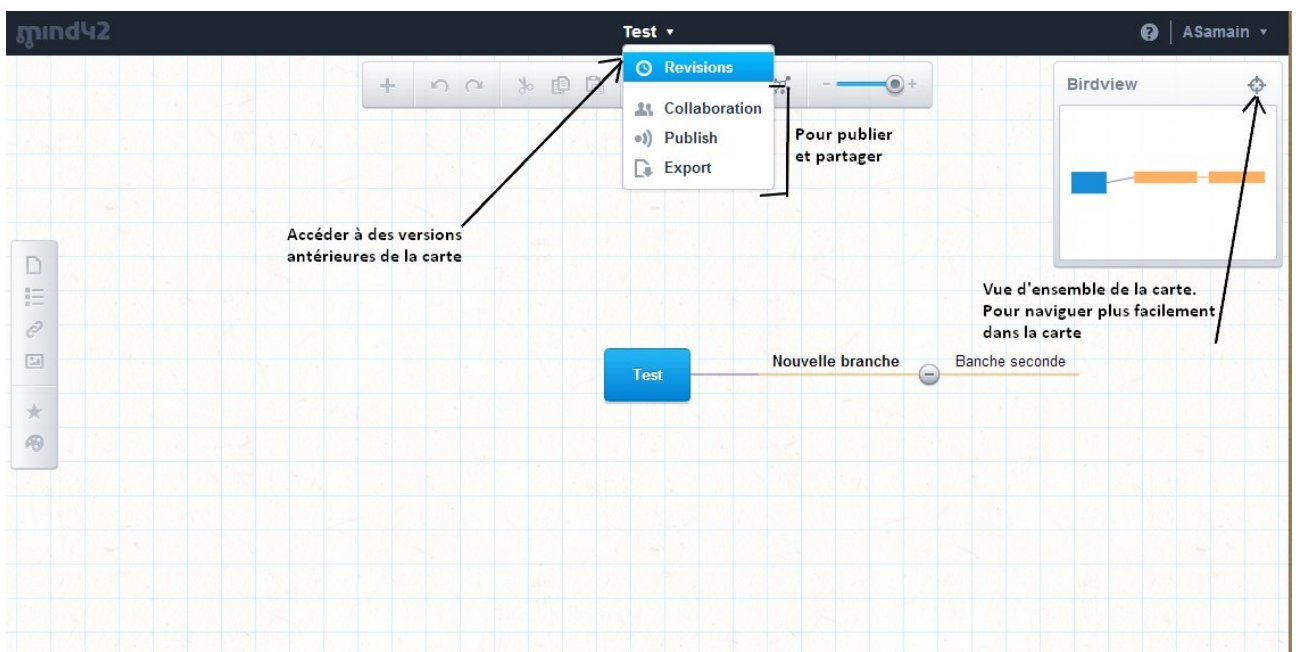 mind42
Test
ASamain
Revisions
Collaboration
Publish
Export
Pour publier
et partager
Birdview
Accéder à des versions
antérieures de la carte
Vue d'ensemble de la carte.
Pour naviguer plus facilement
dans la carte
Test
Nouvelle branche
Banche seconde